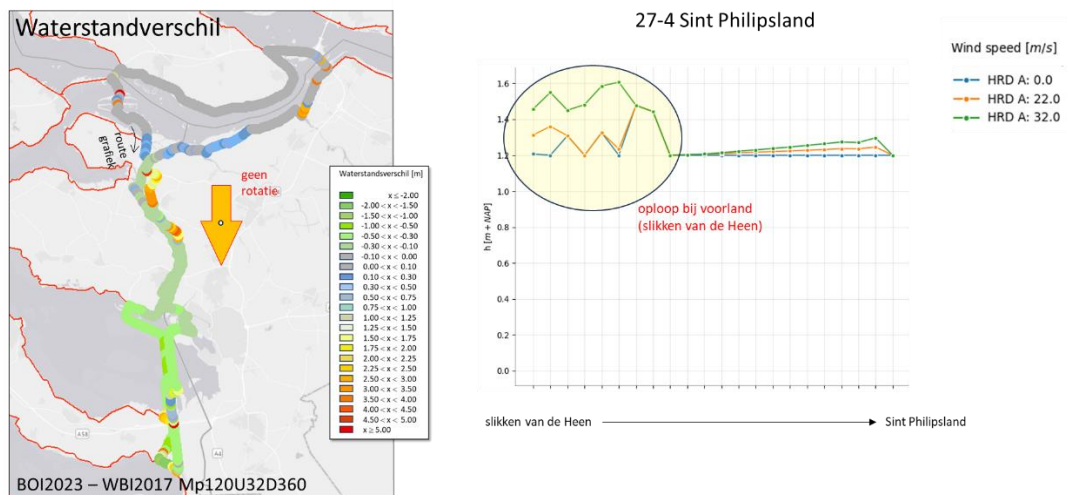 Waterstandverschil
route
grafiek
geen
rotatie
Waterstandsverschil [m]
x ≤ -2.00
-2.00 < x < -1.50
-1.50 < x < -1.00
-1.00 < x < -0.50
-0.50 < x < -0.30
-0.30 < x < -0.10
-0.10 < x < 0.00
0.00 < x < 0.10
0.10 < x < 0.30
0.30 < x < 0.50
0.50 < x < 0.75
0.75 < x < 1.00
1.00 < x < 1.25
1.25 < x < 1.50
1.50 < x < 1.75
1.75 < x < 2.00
2.00 < x < 2.25
2.25 < x < 2.50
2.50 < x < 3.00
3.00 < x < 3.50
3.50 < x < 4.00
4.00 < x < 4.50
4.50 < x < 5.00
x ≥ 5.00
A58
A4
BOI2023 – WBI2017 Mp120U32D360
27-4 Sint Philipsland
Wind speed [m/s]
HRD A: 0.0
HRD A: 22.0
HRD A: 32.0
h [m + NAP]
1.6
1.4
1.2
1.0
0.8
0.6
0.4
0.2
0.0
oploop bij voorland
(slikken van de Heen)
slikken van de Heen
Sint Philipsland